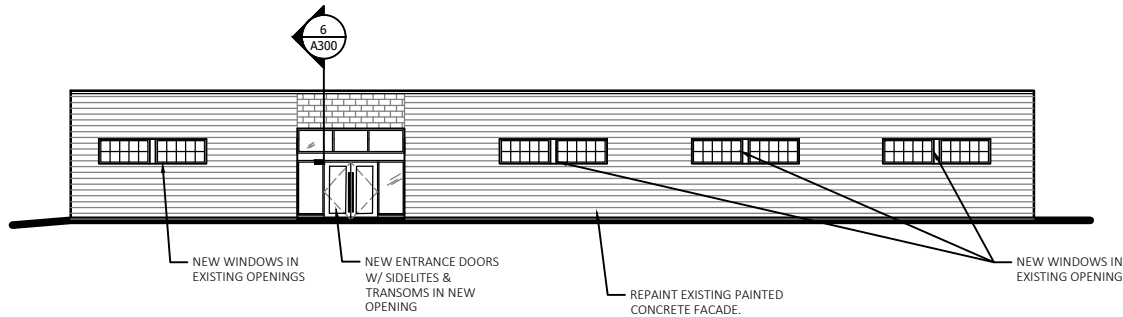 6
A300
NEW WINDOWS IN
EXISTING OPENINGS
NEW ENTRANCE DOORS
W/ SIDELITES &
TRANSOMS IN NEW
OPENING
REPAINT EXISTING PAINTED
CONCRETE FACADE.
NEW WINDOWS IN
EXISTING OPENING